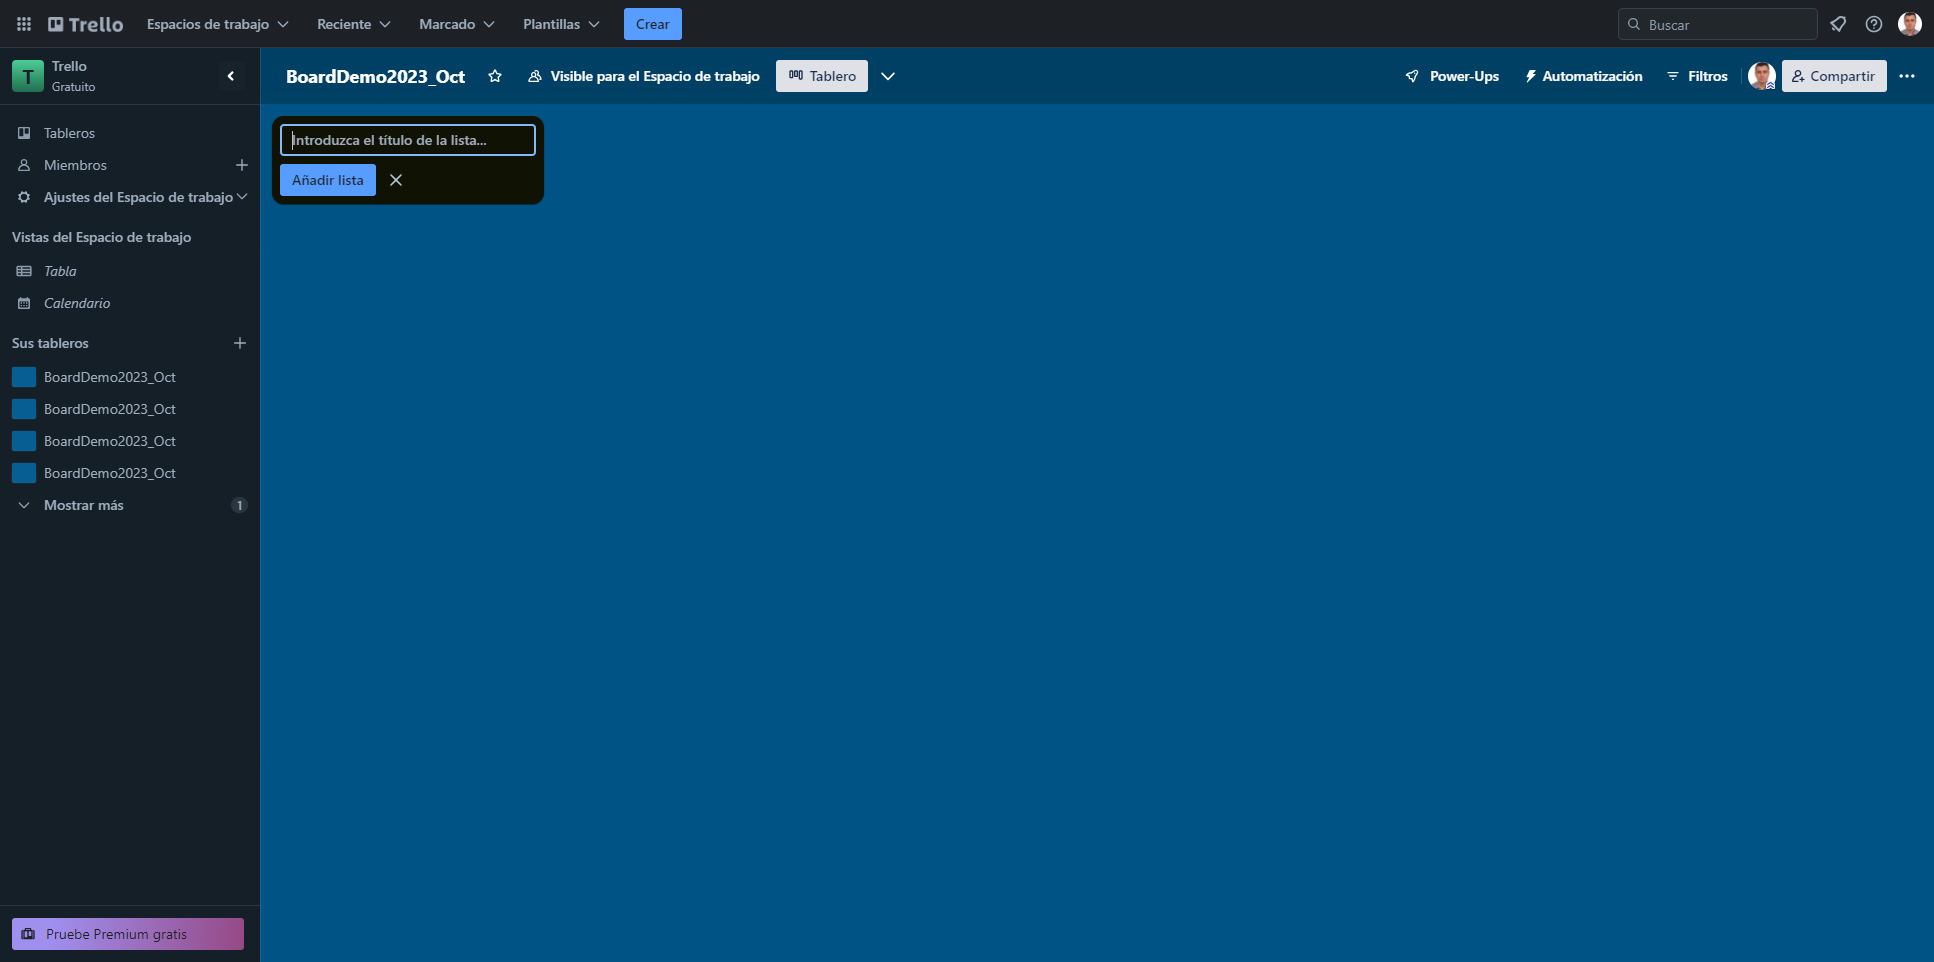 Trello
Espacios de trabajo
Reciente
Marcado
Plantillas
Crear
Buscar
T
Trello
Gratuito
BoardDemo2023_Oct
Visible para el Espacio de trabajo
Tablero
Power-Ups
Automatización
Filtros
Compartir
Tableros
Miembros
Ajustes del Espacio de trabajo
Vistas del Espacio de trabajo
Tabla
Calendario
Sus tableros
BoardDemo2023_Oct
BoardDemo2023_Oct
BoardDemo2023_Oct
BoardDemo2023_Oct
Mostrar más
1
Pruebe Premium gratis
Introduzca el título de la lista...
Añadir lista